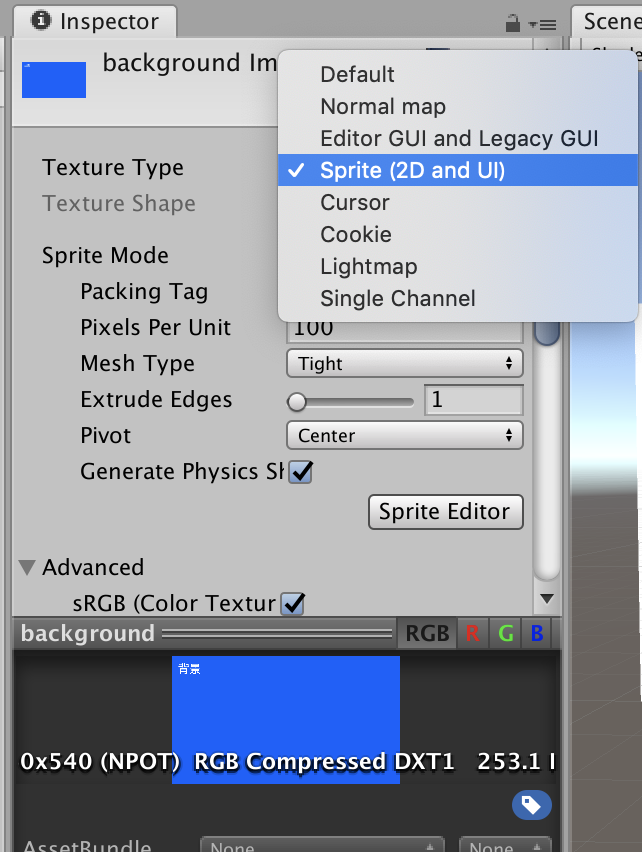 Inspector
Scene
background Im
Default
Normal map
Editor GUI and Legacy GUI
Texture Type
Sprite (2D and UI)
Texture Shape
Cursor
Cookie
Sprite Mode
Lightmap
Packing Tag
Single Channel
Pixels Per Unit
100
Mesh Type
Tight
Extrude Edges
1
Pivot
Center
Generate Physics Sh
Sprite Editor
Advanced
sRGB (Color Textur
background
RGB R G B
背景
0x540 (NPOT) RGB Compressed DXT1 253.1
AssetBundle
None
None